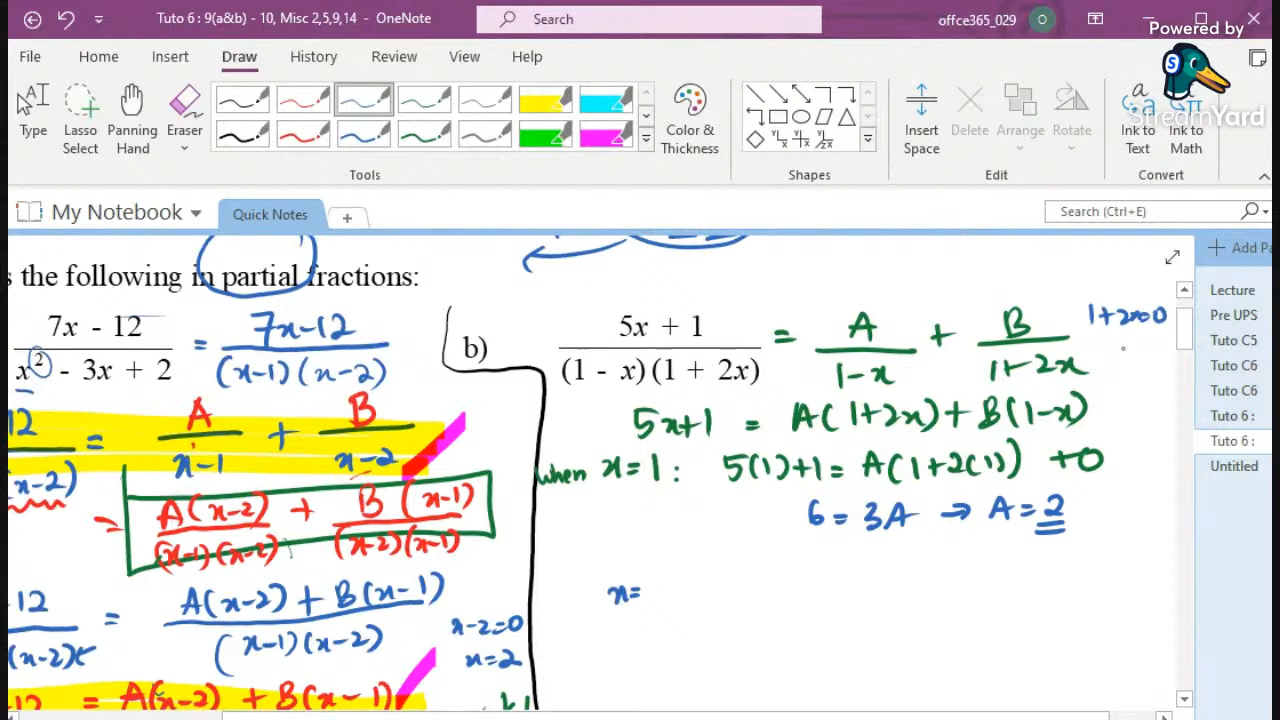 Tuto 6 : 9(a&b) - 10, Misc 2,5,9,14 - OneNote
Search
offce365_029
Powered by
StreamYard
File Home Insert Draw History Review View Help
Type
Lasso Select
Panning Hand
Eraser
Color & Thickness
Insert Space
Delete
Arrange
Rotate
Ink to Text
Ink to Math
Tools
Shapes
Edit
Convert
My Notebook
Quick Notes
Search (Ctrl+E)
Add Pa
Lecture
Pre UPS
Tuto C5
Tuto C6
Tuto C6
Tuto 6 :
Tuto 6 :
Untitled
s the following in partial fractions:
7x - 12
x² - 3x + 2
= 7x-12
(x-1)(x-2)
12
x-2)
= A/(x-1) + B/(x-2)
= A(x-2)/((x-1)(x-2)) + B(x-1)/((x-2)(x-1))
-12
(x-2)
= A(x-2) + B(x-1)
(x-1)(x-2)
x-2=0
x=2
-12 = A(x-2) + B(x-1)
b)
5x + 1
(1 - x)(1 + 2x)
= A/(1-x) + B/(1+2x)
1+2x=0
5x+1 = A(1+2x)+B(1-x)
when x=1: 5(1)+1 = A(1+2(1)) +0
6 = 3A → A = 2
x=